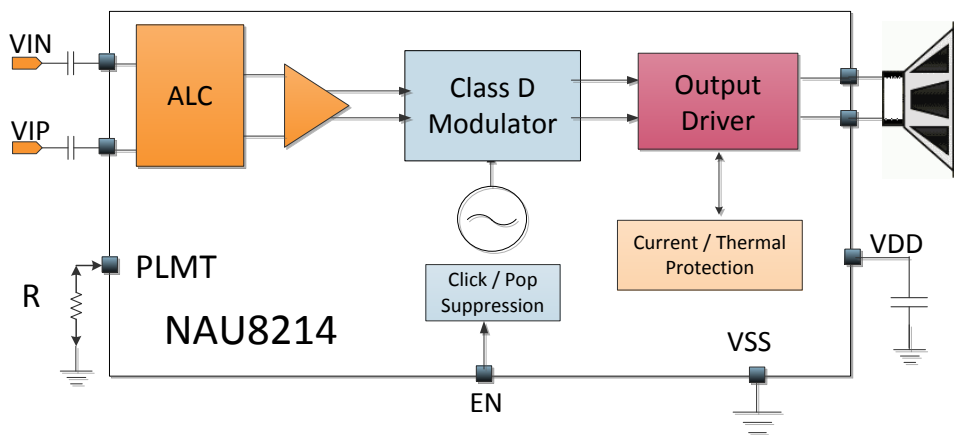 VIN
VIP
ALC
Class D
Modulator
Output
Driver
Current / Thermal
Protection
VDD
PLMT
R
Click / Pop
Suppression
NAU8214
VSS
EN